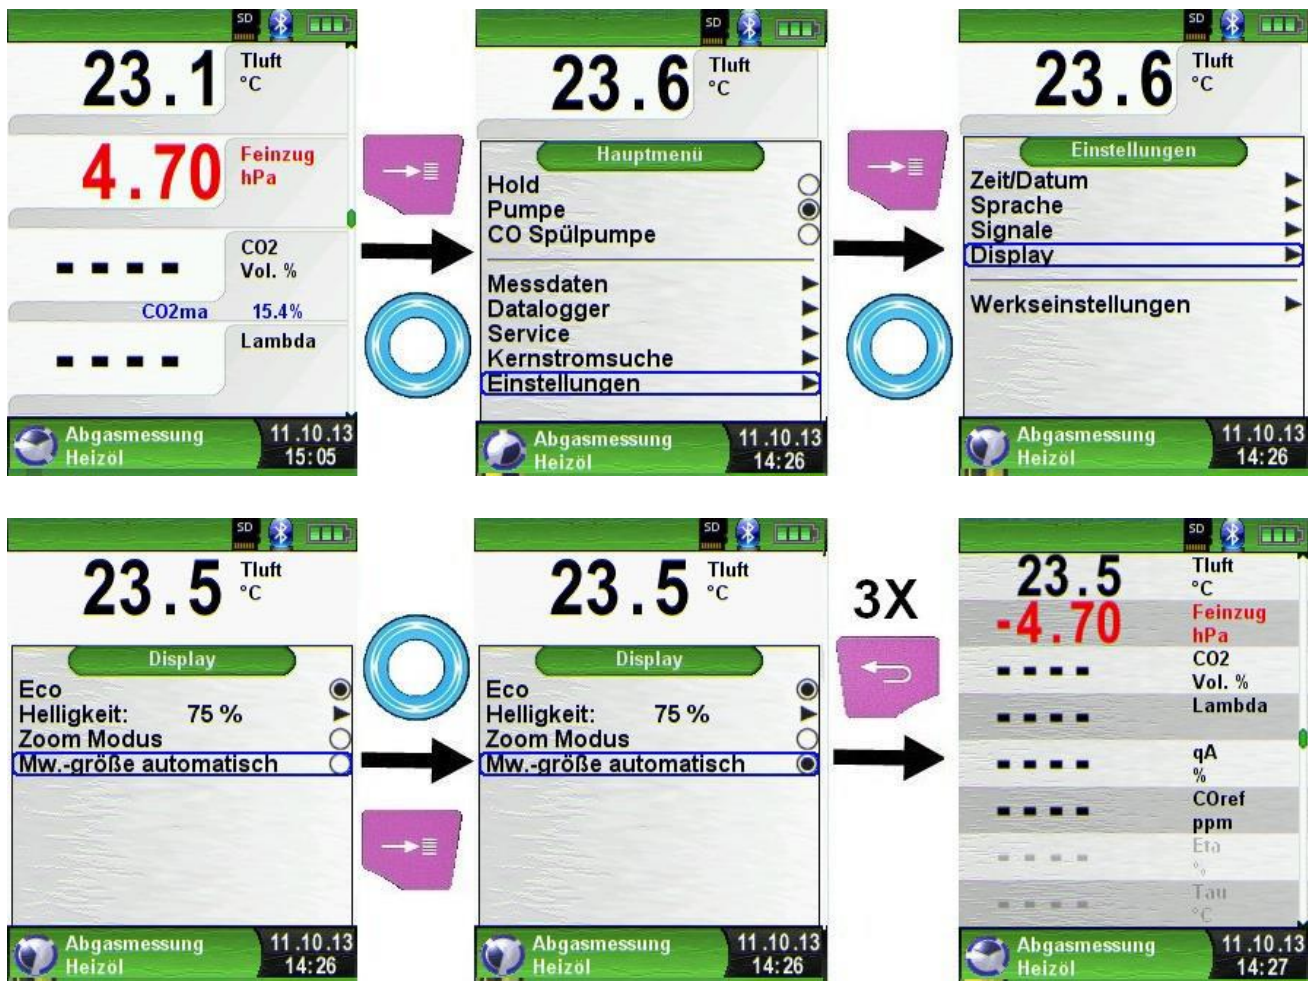 SD
23.1 Tluft
°C
4.70 Feinzug
hPa
---- CO2
Vol. %
CO2ma 15.4%
---- Lambda
Abgasmessung 11.10.13
Heizöl 15:05
SD
23.6 Tluft
°C
Hauptmenü
Hold
Pumpe
CO Spülpumpe
Messdaten
Datalogger
Service
Kernstromsuche
Einstellungen
Abgasmessung 11.10.13
Heizöl 14:26
SD
23.6 Tluft
°C
Einstellungen
Zeit/Datum
Sprache
Signale
Display
Werkseinstellungen
Abgasmessung 11.10.13
Heizöl 14:26
SD
23.5 Tluft
°C
Display
Eco
Helligkeit: 75 %
Zoom Modus
Mw.-größe automatisch
Abgasmessung 11.10.13
Heizöl 14:26
SD
23.5 Tluft
°C
Display
Eco
Helligkeit: 75 %
Zoom Modus
Mw.-größe automatisch
Abgasmessung 11.10.13
Heizöl 14:26
3X
SD
23.5 Tluft
°C
-4.70 Feinzug
hPa
---- CO2
Vol. %
---- Lambda
---- qA
%
---- COref
ppm
---- Eta
%
---- Tau
°C
Abgasmessung 11.10.13
Heizöl 14:27